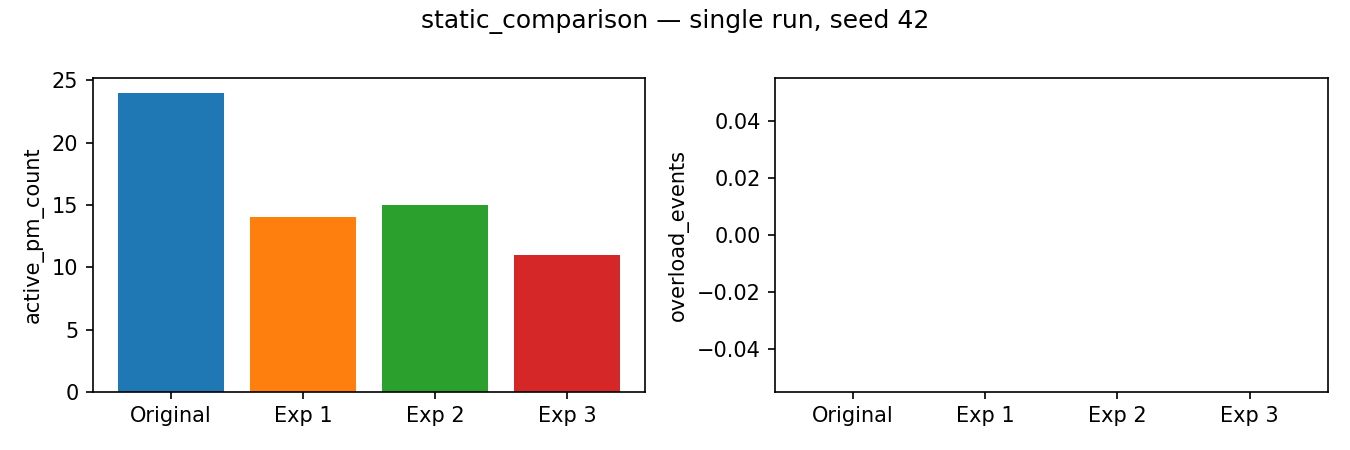 static_comparison — single run, seed 42
active_pm_count
25
20
15
10
5
0
Original Exp 1 Exp 2 Exp 3
overload_events
0.04
0.02
0.00
−0.02
−0.04
Original Exp 1 Exp 2 Exp 3